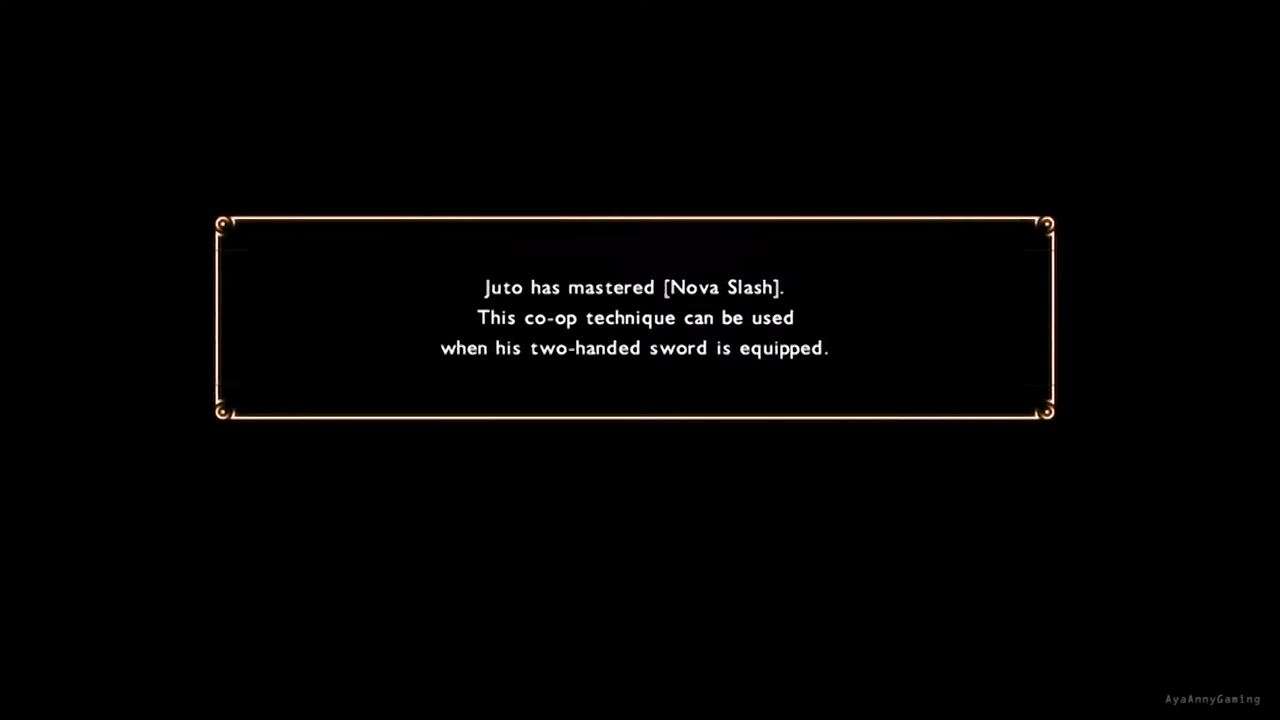 Juto has mastered [Nova Slash].
This co-op technique can be used
when his two-handed sword is equipped.
AyaAnnyGaming